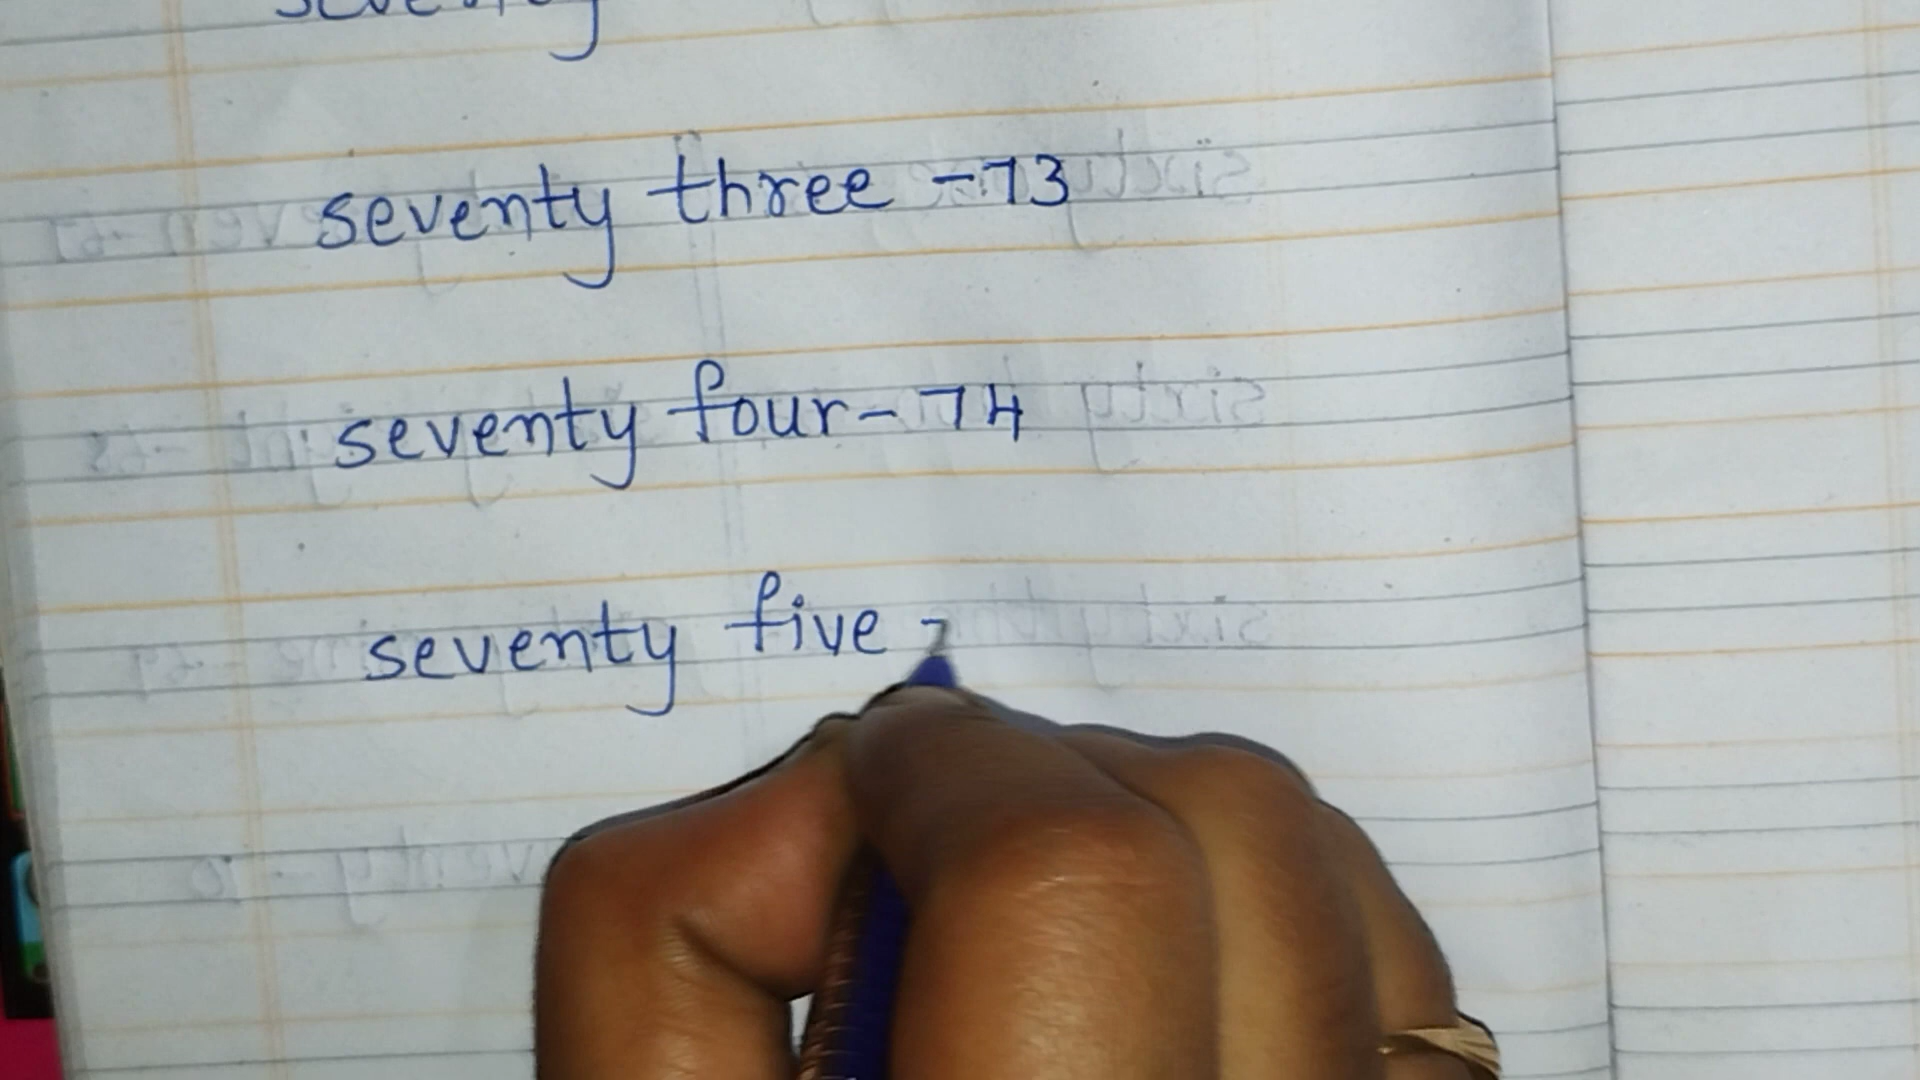 seventy three - 73
seventy four - 74
seventy five -